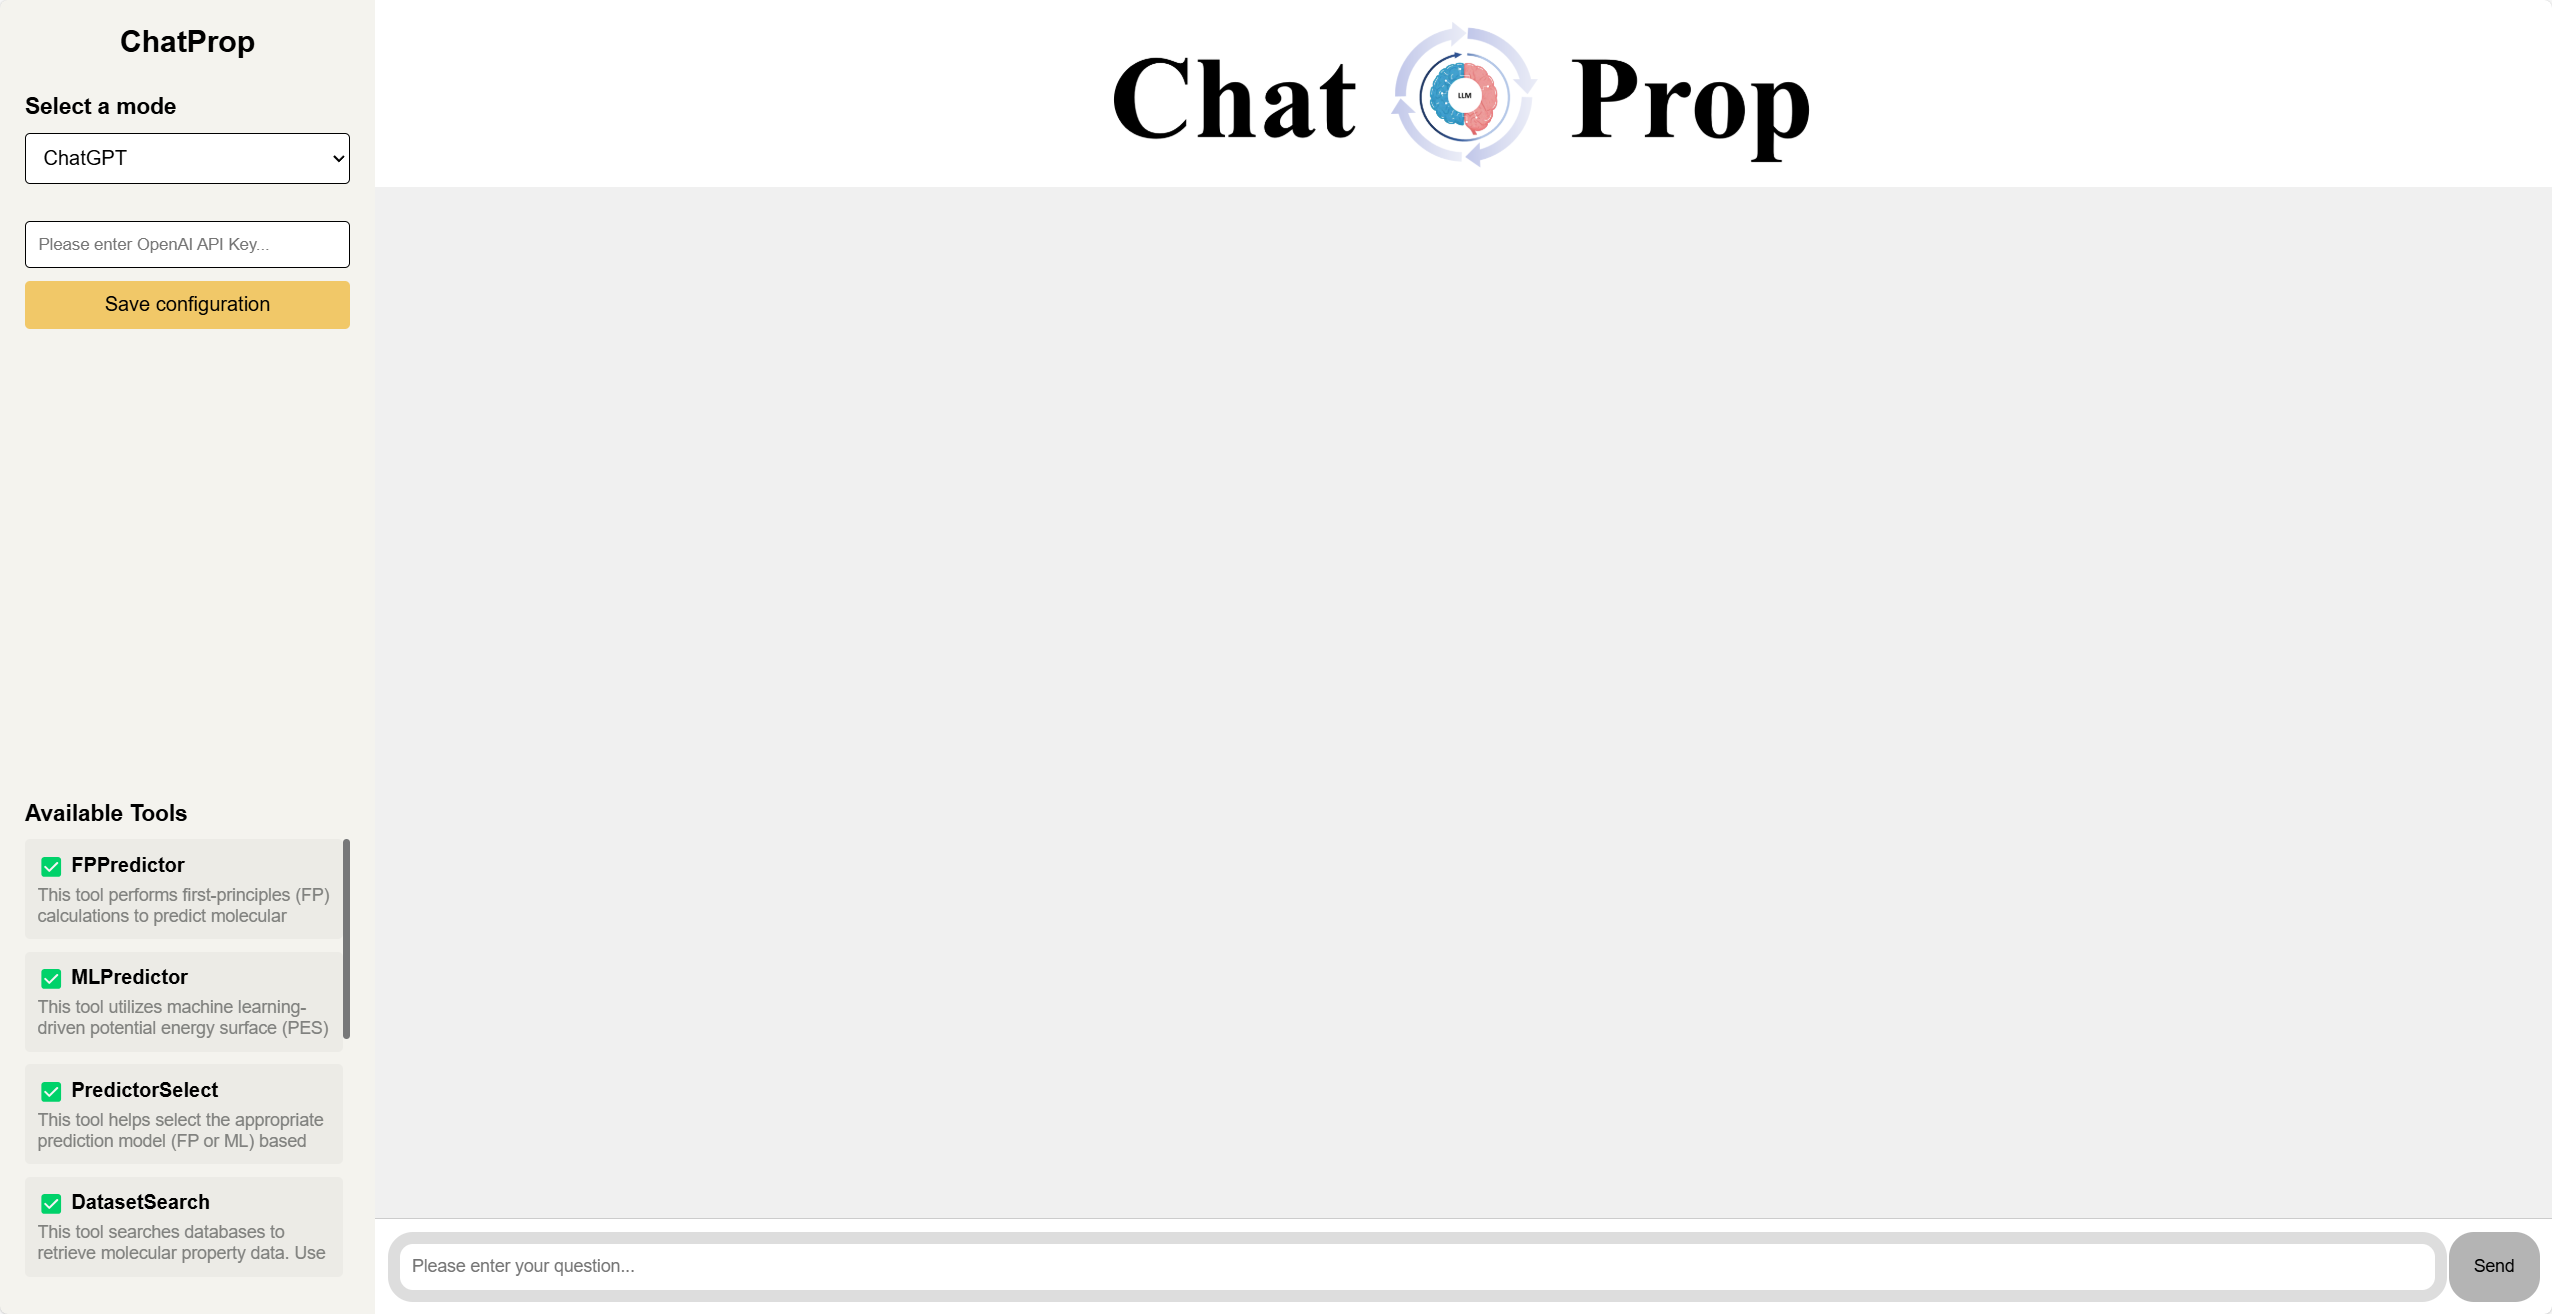 ChatProp
Select a mode
ChatGPT
Please enter OpenAI API Key...
Save configuration
Available Tools
FPPredictor
This tool performs first-principles (FP)
calculations to predict molecular
MLPredictor
This tool utilizes machine learning-
driven potential energy surface (PES)
PredictorSelect
This tool helps select the appropriate
prediction model (FP or ML) based
DatasetSearch
This tool searches databases to
retrieve molecular property data. Use
Chat LLM Prop
Please enter your question...
Send